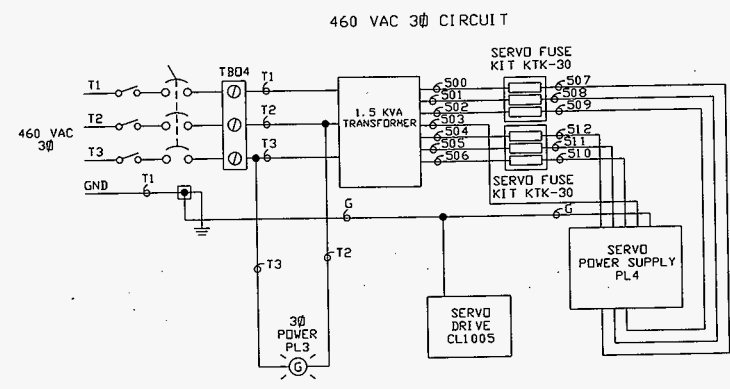 460 VAC 3Ø CIRCUIT
SERVO FUSE
KIT KTK-30
T1
TB04
T1
500
507
501
508
T2
T2
1.5 KVA
TRANSFORMER
502
509
460 VAC
3Ø
503
504
512
T3
T3
505
511
506
510
GND
T1
SERVO FUSE
KIT KTK-30
G
G
SERVO
POWER SUPPLY
PL4
T3
T2
SERVO
DRIVE
CL1005
3Ø
POWER
PL3
G